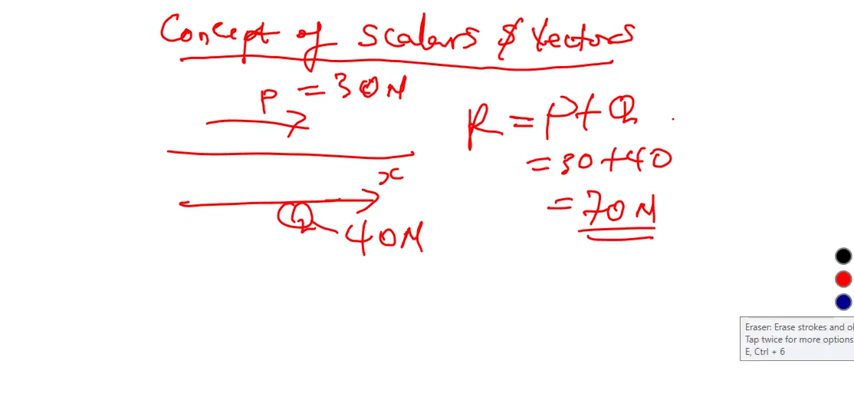 Concept of Scalars & Vectors
P = 30N
R = P + Q
= 30 + 40
= 70N
x
Q 40N
Eraser: Erase strokes and o
Tap twice for more options
E, Ctrl + 6